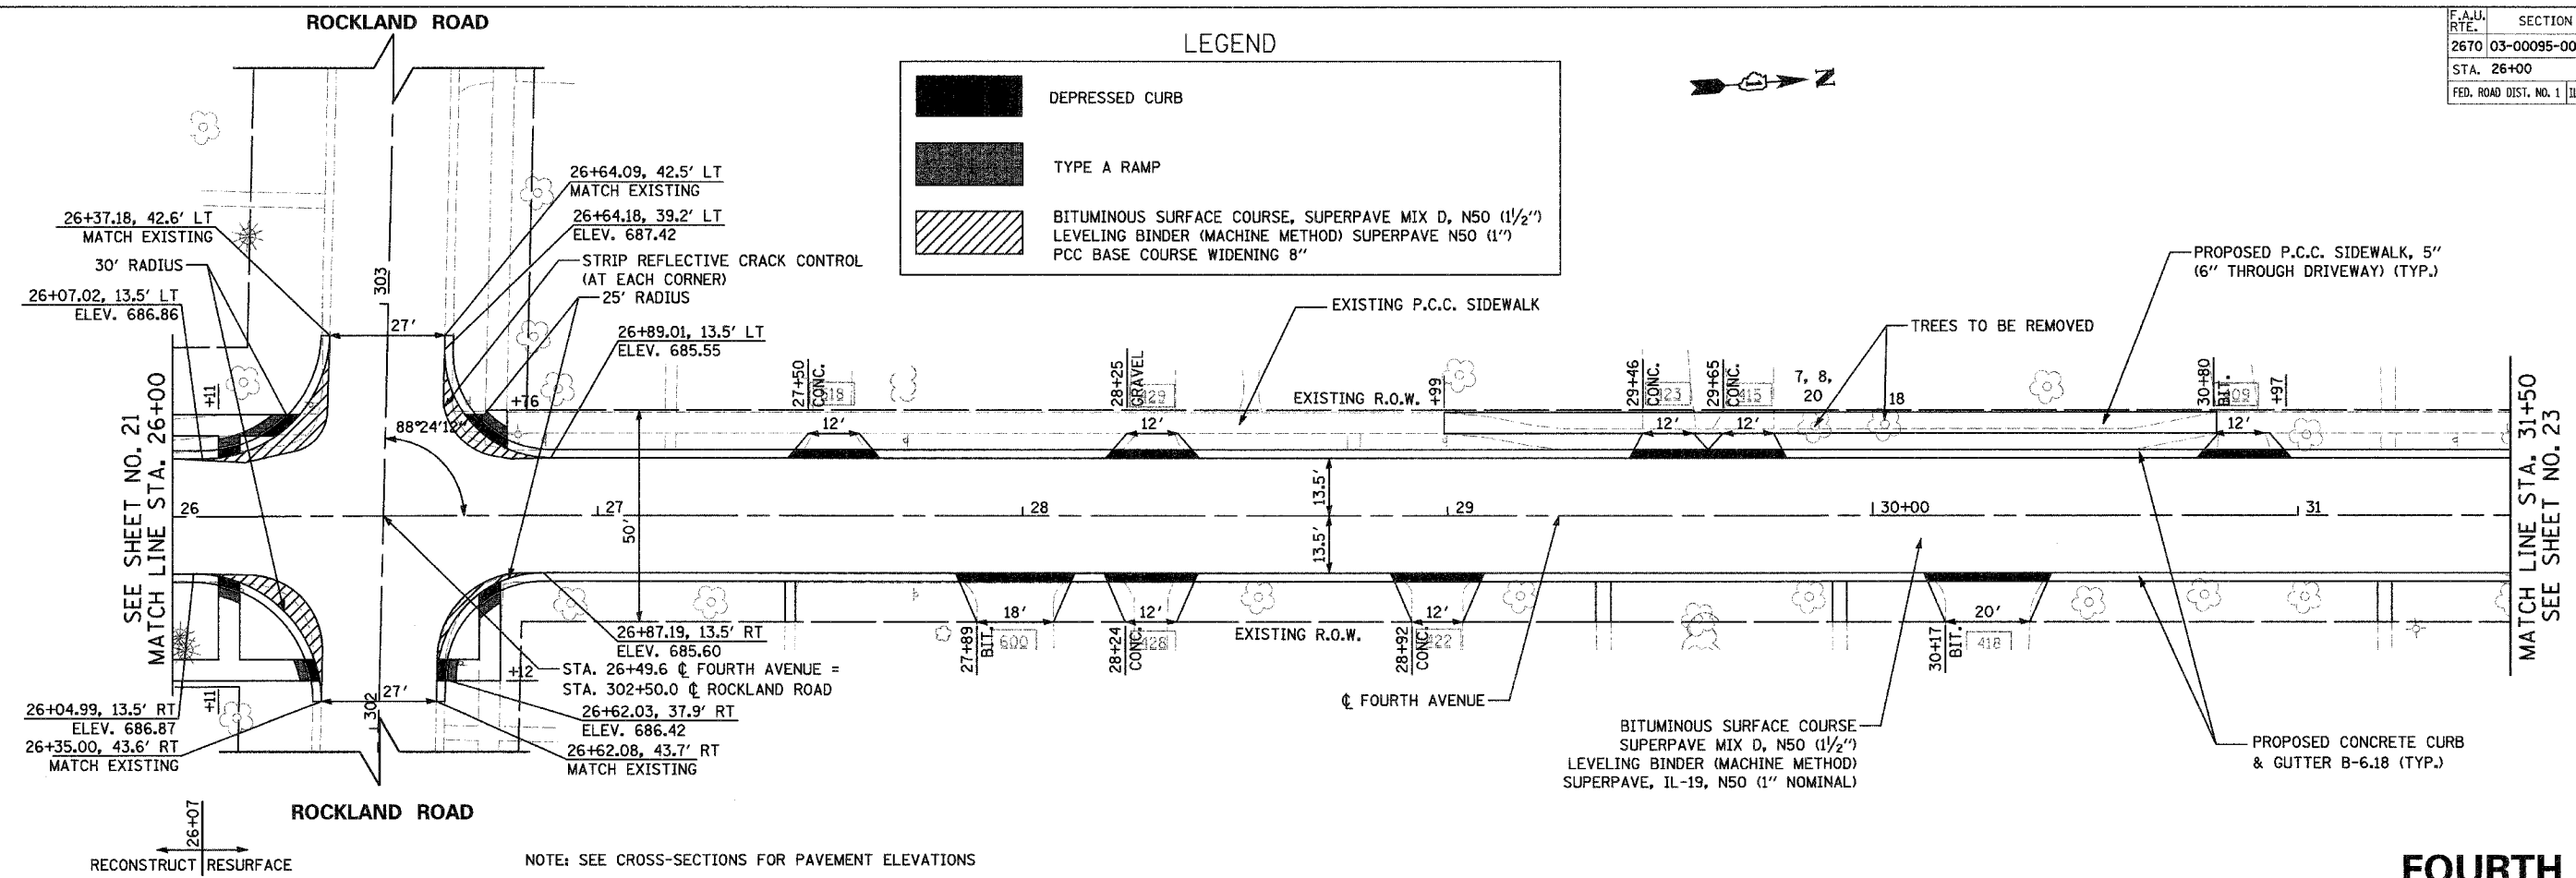 ROCKLAND ROAD
LEGEND
DEPRESSED CURB
TYPE A RAMP
BITUMINOUS SURFACE COURSE, SUPERPAVE MIX D, N50 (1½")
LEVELING BINDER (MACHINE METHOD) SUPERPAVE N50 (1")
PCC BASE COURSE WIDENING 8"
N
F.A.U. RTE. SECTION
2670 03-00095-00
STA. 26+00
FED. ROAD DIST. NO. 1
26+64.09, 42.5' LT
MATCH EXISTING
26+64.18, 39.2' LT
ELEV. 687.42
STRIP REFLECTIVE CRACK CONTROL
(AT EACH CORNER)
25' RADIUS
26+89.01, 13.5' LT
ELEV. 685.55
26+37.18, 42.6' LT
MATCH EXISTING
30' RADIUS
26+07.02, 13.5' LT
ELEV. 686.86
303
27'
+11
+76
88°24'12"
SEE SHEET NO. 21
MATCH LINE STA. 26+00
EXISTING P.C.C. SIDEWALK
PROPOSED P.C.C. SIDEWALK, 5"
(6" THROUGH DRIVEWAY) (TYP.)
TREES TO BE REMOVED
27+50
CONC.
28+25
GRAVEL
429
EXISTING R.O.W.
+99
29+46
CONC.
423
29+65
CONC.
415
7, 8,
20
18
30+80
BIT.
409
+97
12'
12'
12'
12'
12'
MATCH LINE STA. 31+50
SEE SHEET NO. 23
26
27
28
29
30+00
31
50'
13.5'
13.5'
18'
12'
12'
20'
27+89
BIT.
600
28+24
CONC.
428
EXISTING R.O.W.
28+92
CONC.
422
30+17
BIT.
418
26+87.19, 13.5' RT
ELEV. 685.60
STA. 26+49.6 ℄ FOURTH AVENUE =
STA. 302+50.0 ℄ ROCKLAND ROAD
26+62.03, 37.9' RT
ELEV. 686.42
26+62.08, 43.7' RT
MATCH EXISTING
+12
27'
302
+11
26+04.99, 13.5' RT
ELEV. 686.87
26+35.00, 43.6' RT
MATCH EXISTING
℄ FOURTH AVENUE
BITUMINOUS SURFACE COURSE
SUPERPAVE MIX D, N50 (1½")
LEVELING BINDER (MACHINE METHOD)
SUPERPAVE, IL-19, N50 (1" NOMINAL)
PROPOSED CONCRETE CURB
& GUTTER B-6.18 (TYP.)
ROCKLAND ROAD
26+07
RECONSTRUCT RESURFACE
NOTE: SEE CROSS-SECTIONS FOR PAVEMENT ELEVATIONS
FOURTH